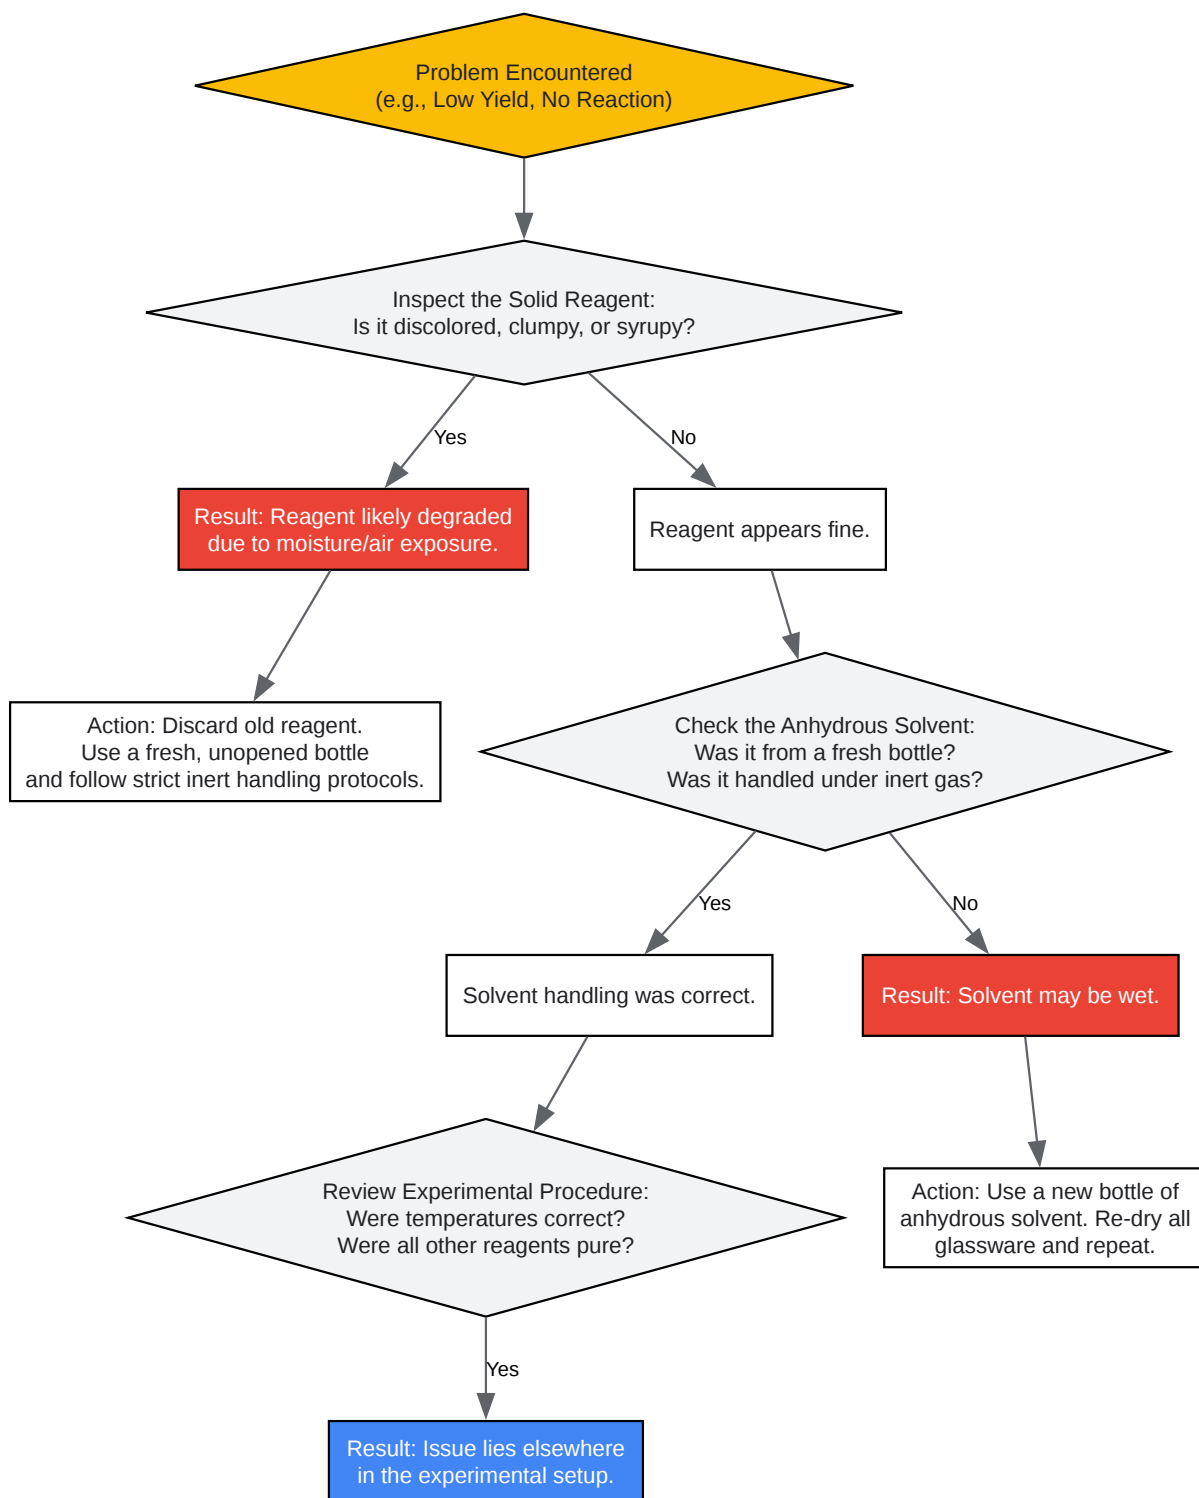 Problem Encountered
(e.g., Low Yield, No Reaction)
Inspect the Solid Reagent:
Is it discolored, clumpy, or syrupy?
Yes
No
Result: Reagent likely degraded
due to moisture/air exposure.
Reagent appears fine.
Action: Discard old reagent.
Use a fresh, unopened bottle
and follow strict inert handling protocols.
Check the Anhydrous Solvent:
Was it from a fresh bottle?
Was it handled under inert gas?
Yes
No
Solvent handling was correct.
Result: Solvent may be wet.
Review Experimental Procedure:
Were temperatures correct?
Were all other reagents pure?
Action: Use a new bottle of
anhydrous solvent. Re-dry all
glassware and repeat.
Yes
Result: Issue lies elsewhere
in the experimental setup.